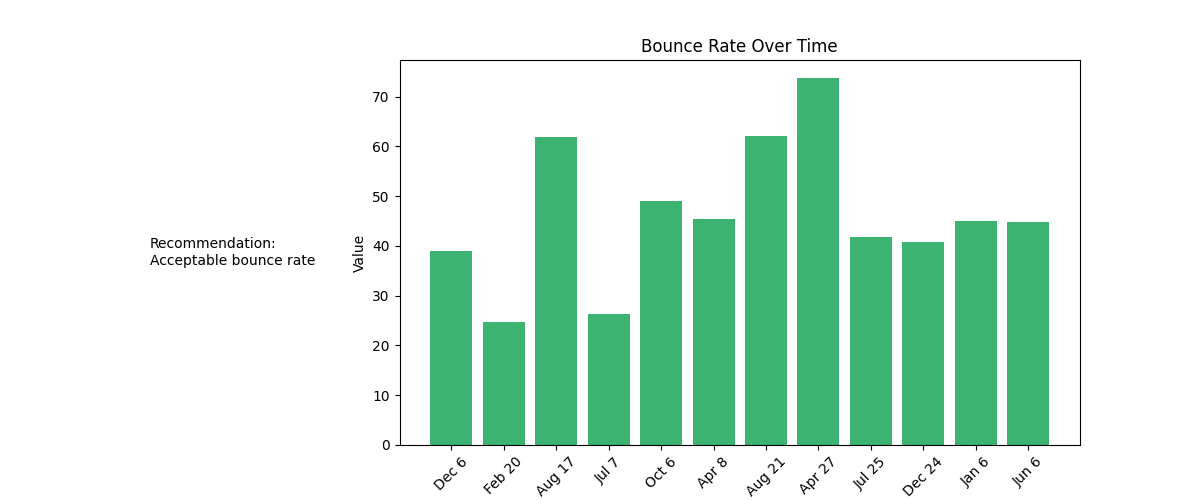 Bounce Rate Over Time
Recommendation:
Acceptable bounce rate
Value
70
60
50
40
30
20
10
0
Dec 6
Feb 20
Aug 17
Jul 7
Oct 6
Apr 8
Aug 21
Apr 27
Jul 25
Dec 24
Jan 6
Jun 6